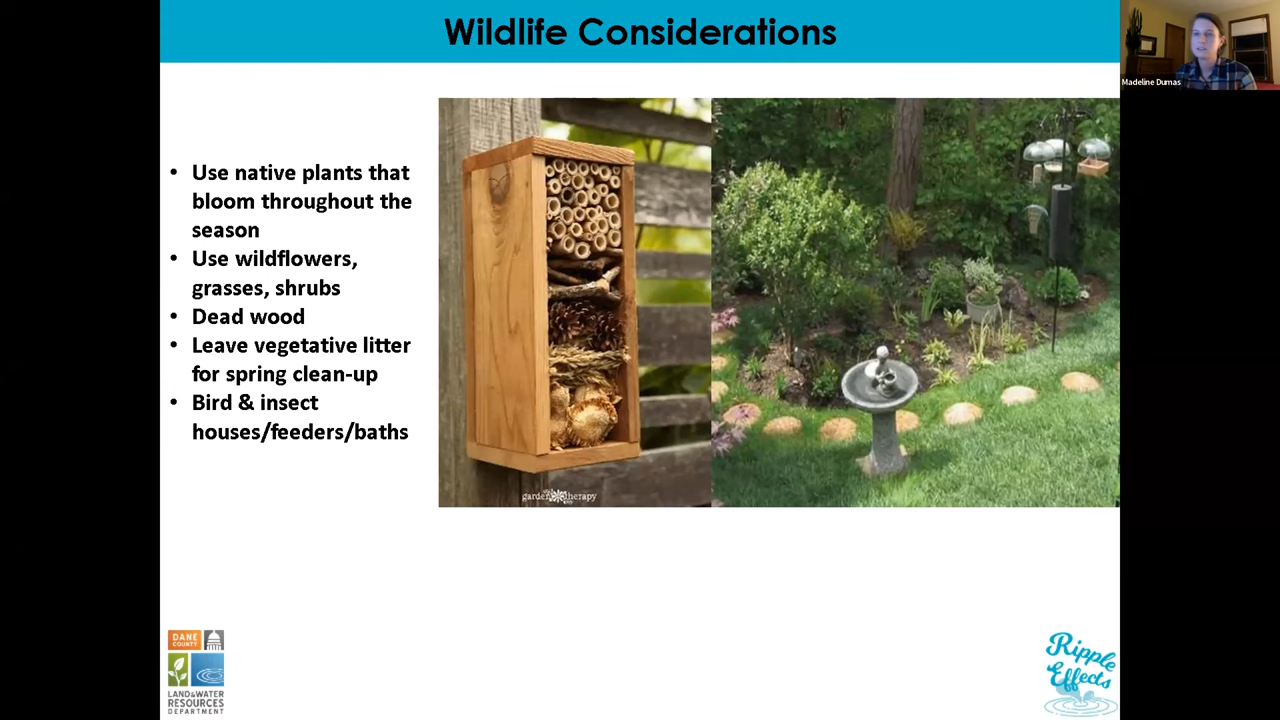 Wildlife Considerations
Madeline Dumas
• Use native plants that
bloom throughout the
season
• Use wildflowers,
grasses, shrubs
• Dead wood
• Leave vegetative litter
for spring clean-up
• Bird & insect
houses/feeders/baths
garden therapy
DANE
COUNTY
LAND & WATER
RESOURCES
DEPARTMENT
Ripple
Effects